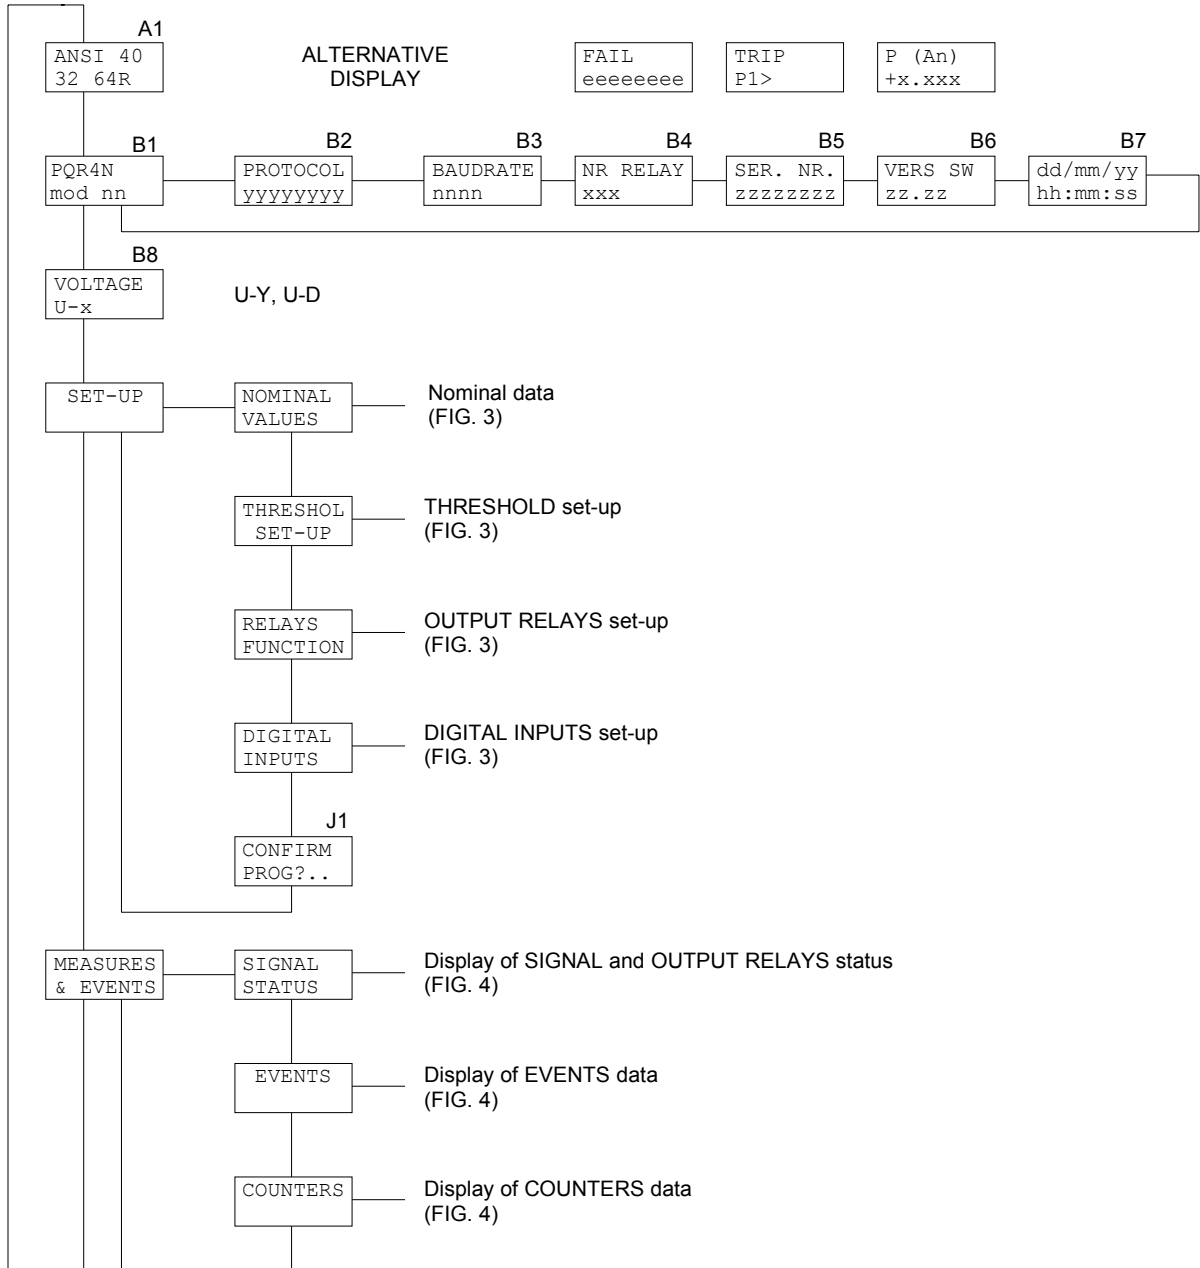 A1
ANSI 40
32 64R
ALTERNATIVE
DISPLAY
FAIL
eeeeeeee
TRIP
P1>
P (An)
+x.xxx
B1
B2
B3
B4
B5
B6
B7
PQR4N
mod nn
PROTOCOL
yyyyyyyy
BAUDRATE
nnnn
NR RELAY
xxx
SER. NR.
zzzzzzzz
VERS SW
zz.zz
dd/mm/yy
hh:mm:ss
B8
VOLTAGE
U-x
U-Y, U-D
SET-UP
NOMINAL
VALUES
Nominal data
(FIG. 3)
THRESHOL
SET-UP
THRESHOLD set-up
(FIG. 3)
RELAYS
FUNCTION
OUTPUT RELAYS set-up
(FIG. 3)
DIGITAL
INPUTS
DIGITAL INPUTS set-up
(FIG. 3)
J1
CONFIRM
PROG?..
MEASURES
& EVENTS
SIGNAL
STATUS
Display of SIGNAL and OUTPUT RELAYS status
(FIG. 4)
EVENTS
Display of EVENTS data
(FIG. 4)
COUNTERS
Display of COUNTERS data
(FIG. 4)